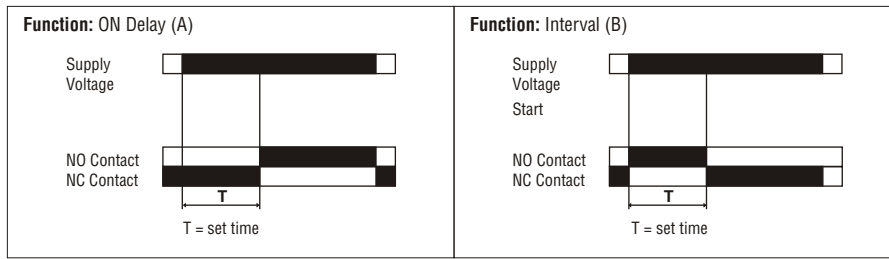 Function: ON Delay (A)
Supply
Voltage
NO Contact
NC Contact
T
T = set time
Function: Interval (B)
Supply
Voltage
Start
NO Contact
NC Contact
T
T = set time